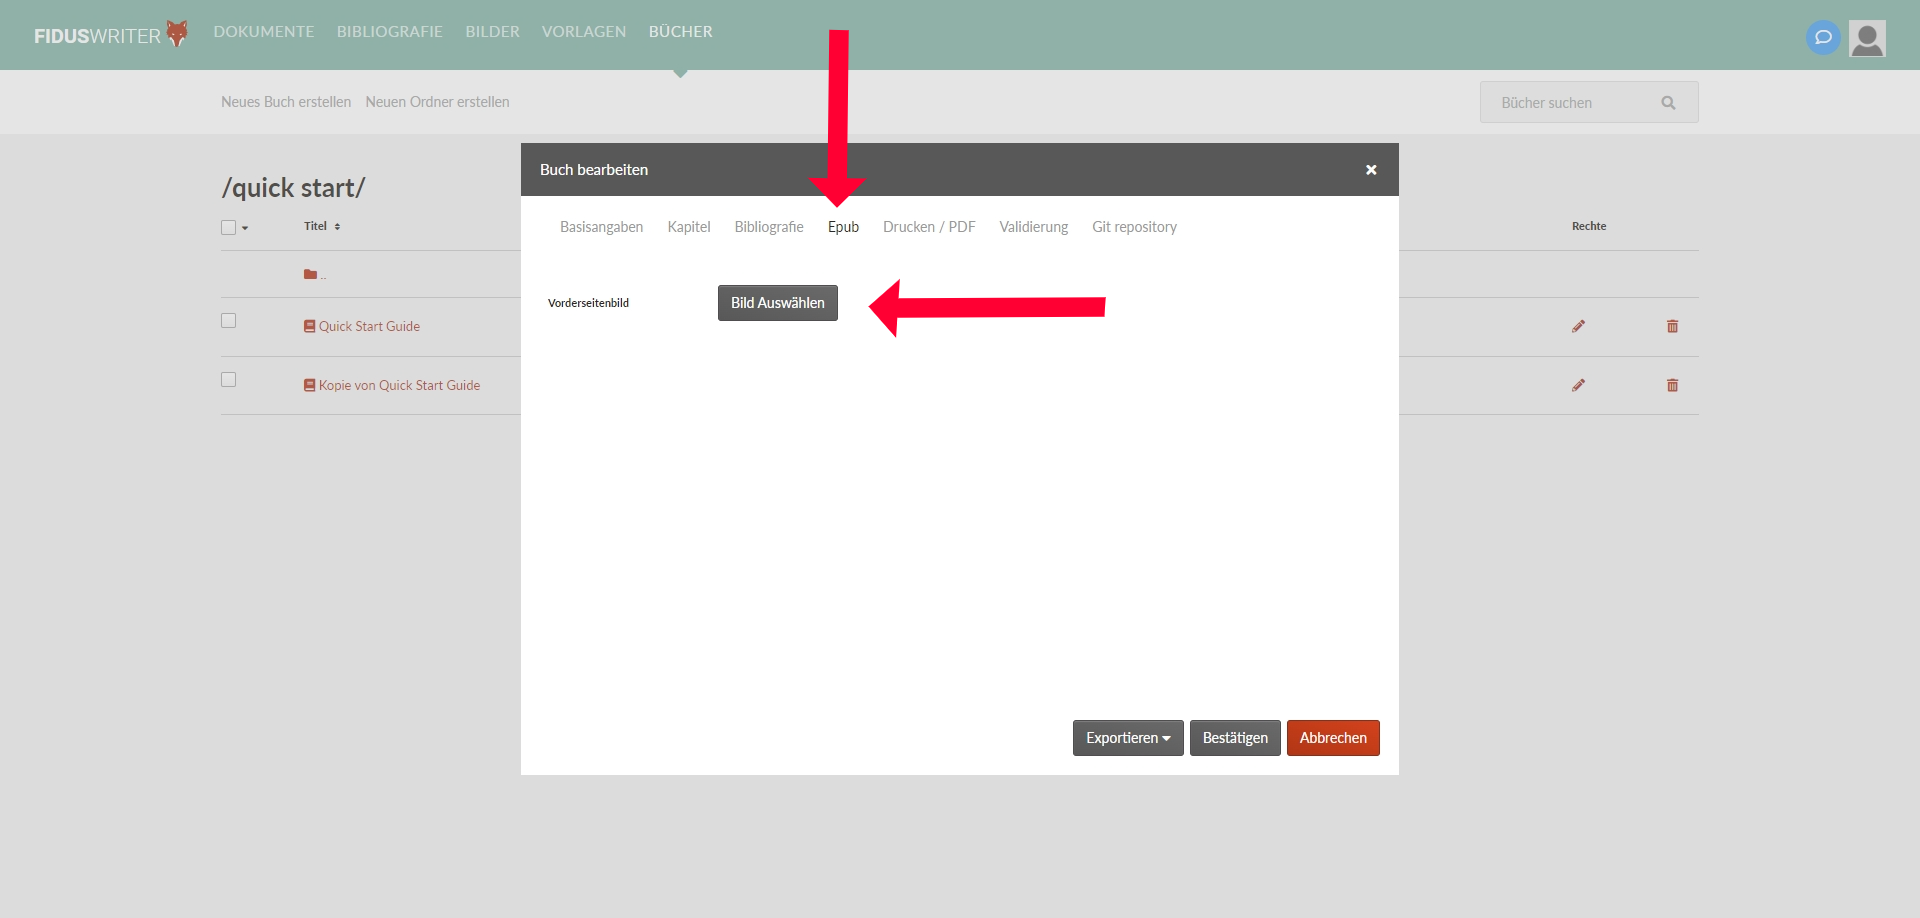 FIDUSWRITER DOKUMENTE BIBLIOGRAFIE BILDER VORLAGEN BÜCHER
Neues Buch erstellen Neuen Ordner erstellen Bücher suchen
Buch bearbeiten
/quick start/
Titel Rechte
Basisangaben Kapitel Bibliografie Epub Drucken / PDF Validierung Git repository
..
Vorderseitenbild Bild Auswählen
Quick Start Guide
Kopie von Quick Start Guide
Exportieren Bestätigen Abbrechen